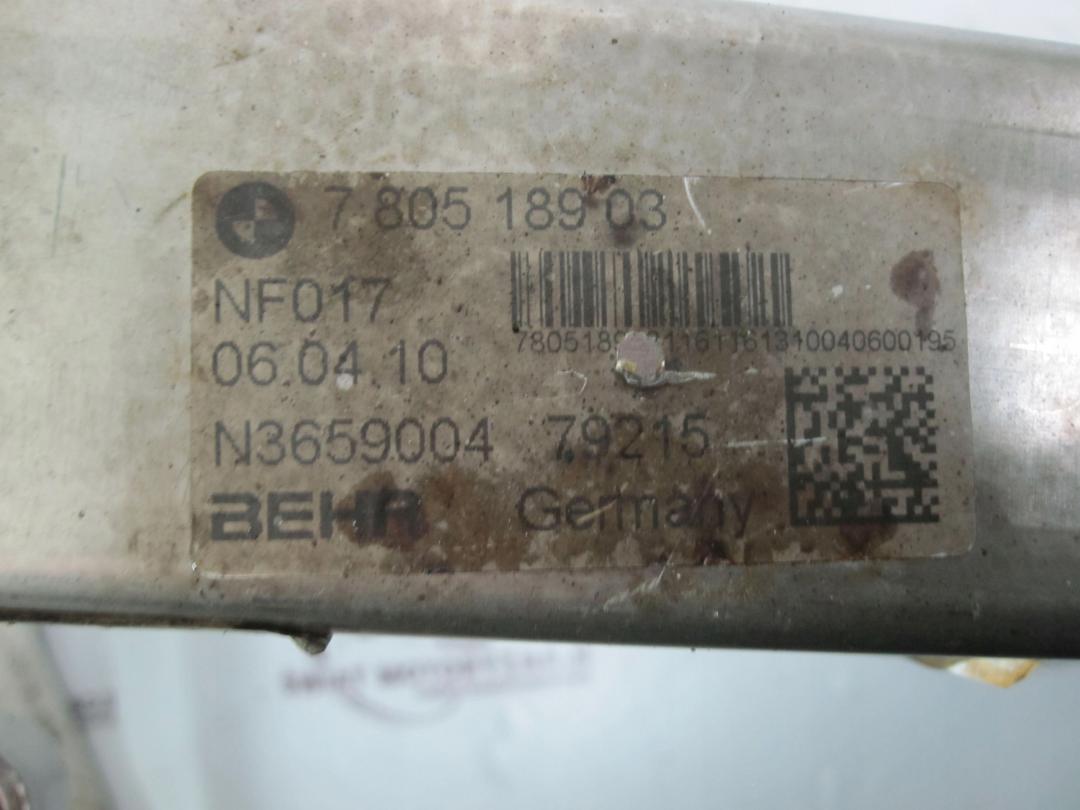 7 805 189 03
NF017
06.04.10
N3659004 79215
BEHR Germany